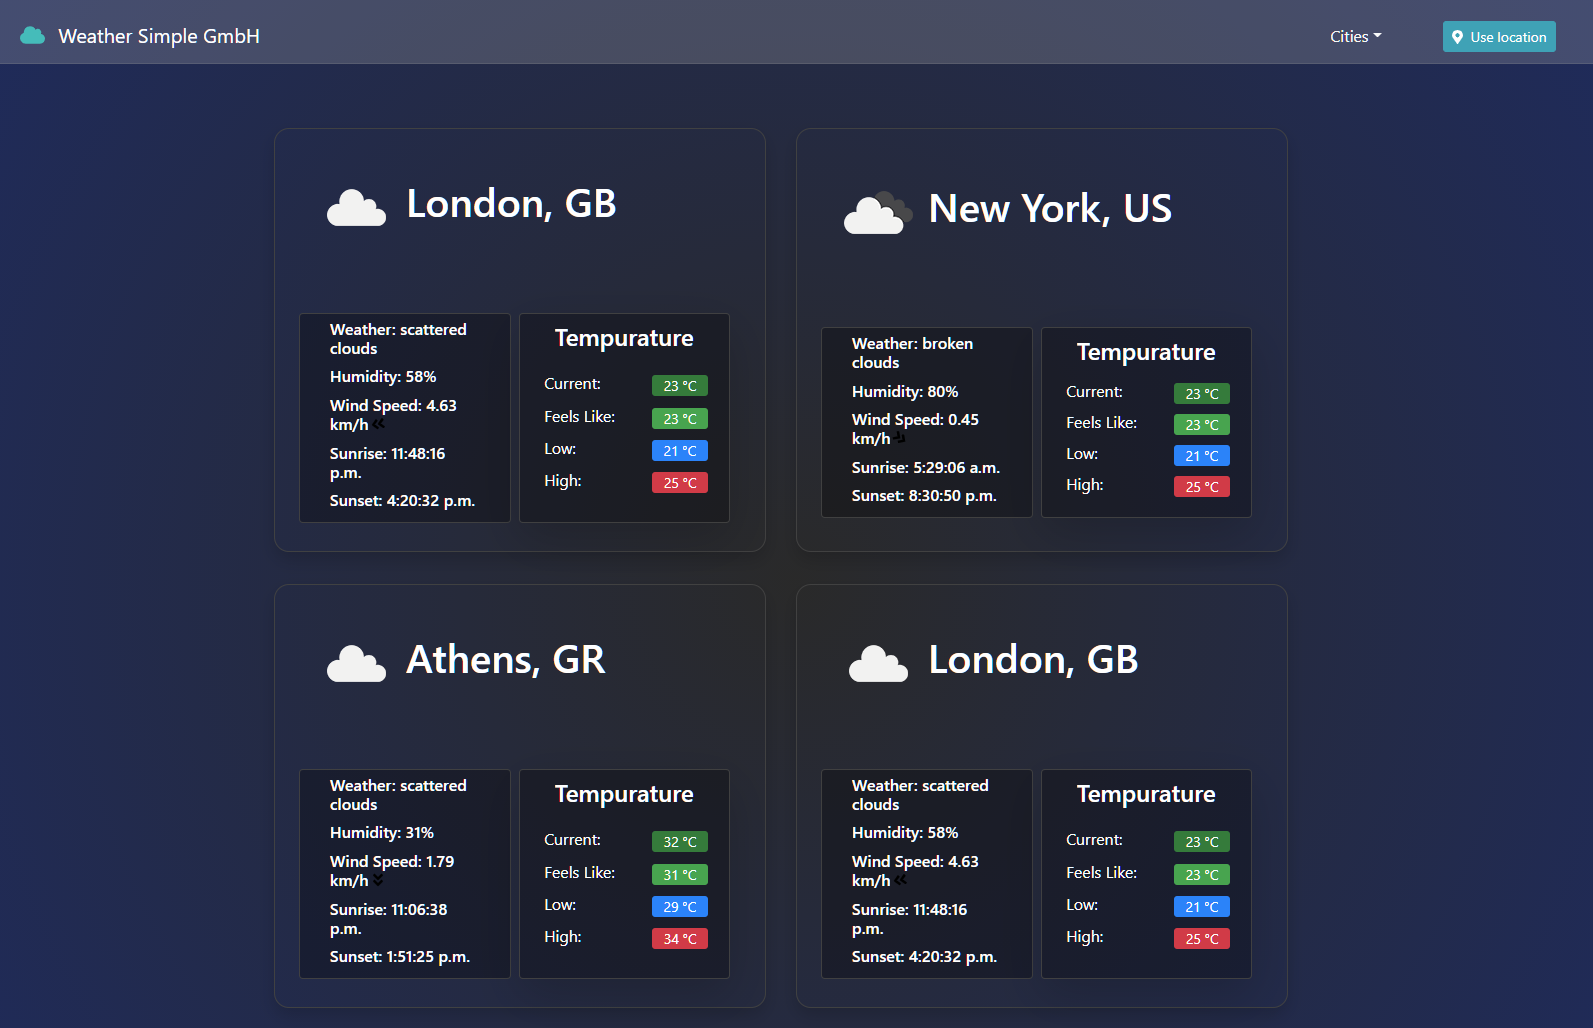 Weather Simple GmbH
Cities
Use location
London, GB
Weather: scattered
clouds
Humidity: 58%
Wind Speed: 4.63
km/h
Sunrise: 11:48:16
p.m.
Sunset: 4:20:32 p.m.
Tempurature
Current: 23 °C
Feels Like: 23 °C
Low: 21 °C
High: 25 °C
New York, US
Weather: broken
clouds
Humidity: 80%
Wind Speed: 0.45
km/h
Sunrise: 5:29:06 a.m.
Sunset: 8:30:50 p.m.
Tempurature
Current: 23 °C
Feels Like: 23 °C
Low: 21 °C
High: 25 °C
Athens, GR
Weather: scattered
clouds
Humidity: 31%
Wind Speed: 1.79
km/h
Sunrise: 11:06:38
p.m.
Sunset: 1:51:25 p.m.
Tempurature
Current: 32 °C
Feels Like: 31 °C
Low: 29 °C
High: 34 °C
London, GB
Weather: scattered
clouds
Humidity: 58%
Wind Speed: 4.63
km/h
Sunrise: 11:48:16
p.m.
Sunset: 4:20:32 p.m.
Tempurature
Current: 23 °C
Feels Like: 23 °C
Low: 21 °C
High: 25 °C